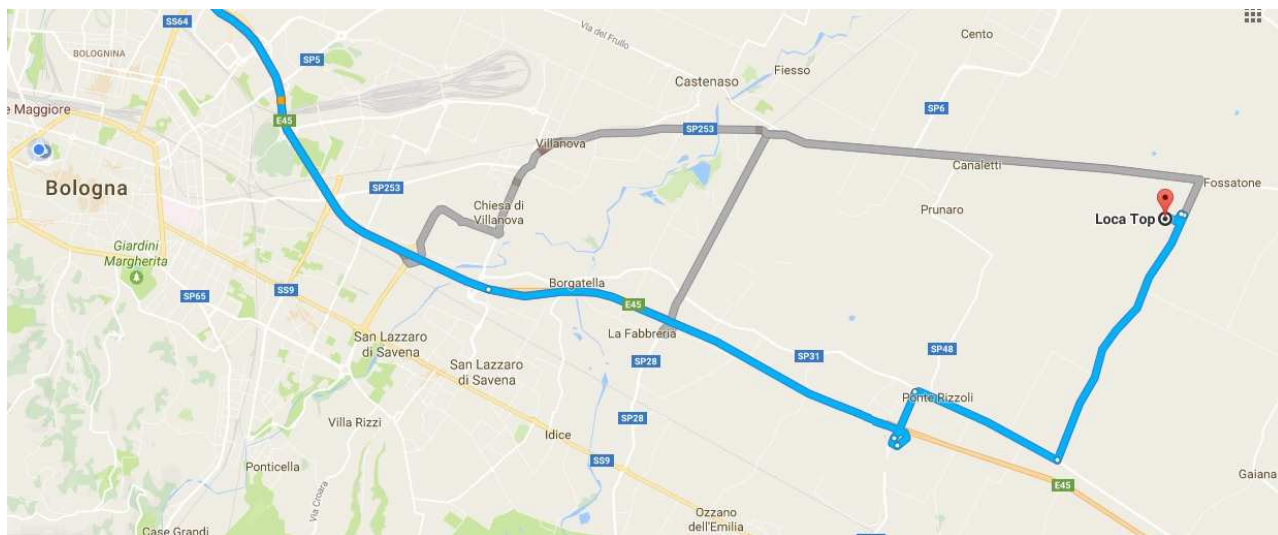 SS64
Via del Frullo
Cento
BOLOGNINA
SP5
Fiesso
Castenaso
e Maggiore
SP6
E45
SP253
Villanova
Canaletti
Fossatone
Bologna
SP253
Chiesa di
Villanova
Prunaro
Loca Top
Giardini
Margherita
SP65
SS9
Borgatella
E45
La Fabbreria
San Lazzaro
di Savena
SP31
SP48
SP28
San Lazzaro
di Savena
Ponte Rizzoli
Villa Rizzi
SP28
Idice
Ponticella
SS9
Gaiana
E45
Via Croara
Ozzano
dell'Emilia
Case Grandi